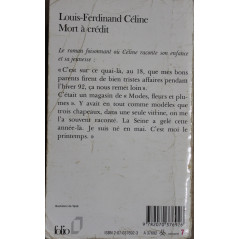 Louis-Ferdinand Céline
Mort à crédit
Le roman foisonnant où Céline raconte son enfance
et sa jeunesse :
« C'est sur ce quai-là, au 18, que mes bons
parents firent de bien tristes affaires pendant
l'hiver 92, ça nous remet loin.
C'était un magasin de « Modes, fleurs et plu-
mes ». Y avait en tout comme modèles que
trois chapeaux, dans une seule vitrine, on me
l'a souvent raconté. La Seine a gelé cette
année-là. Je suis né en mai. C'est moi le
printemps. »
folio